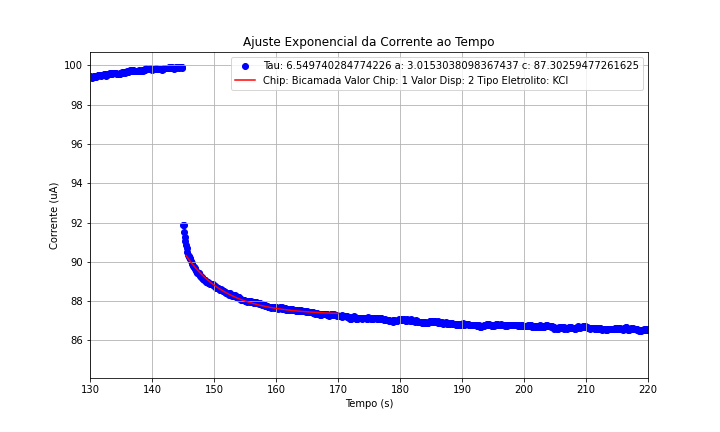 Ajuste Exponencial da Corrente ao Tempo
Tau: 6.549740284774226 a: 3.0153038098367437 c: 87.30259477261625
Chip: Bicamada Valor Chip: 1 Valor Disp: 2 Tipo Eletrolito: KCl
Corrente (uA)
100
98
96
94
92
90
88
86
130 140 150 160 170 180 190 200 210 220
Tempo (s)